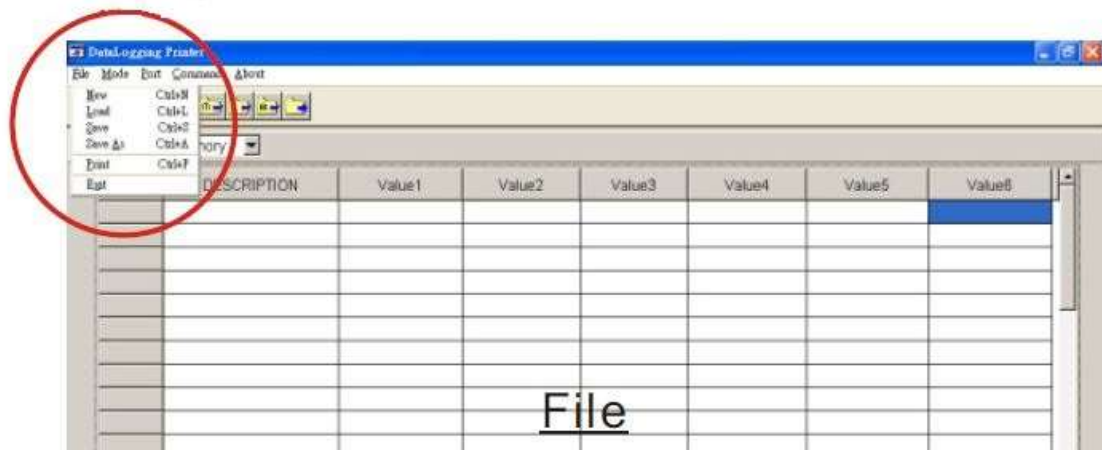 DataLogging Printer
File Mode Port Command About
New Ctrl+N
Load Ctrl+L
Save Ctrl+S
Save As Ctrl+A
Print Ctrl+P
Exit
DESCRIPTION Value1 Value2 Value3 Value4 Value5 Value6
File